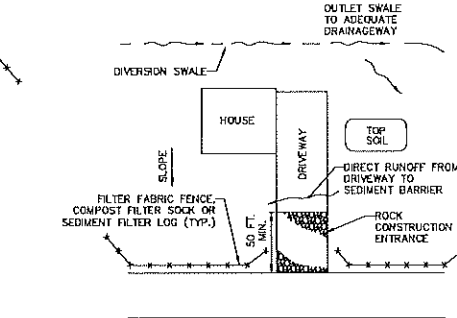 OUTLET SWALE
TO ADEQUATE
DRAINAGEWAY
DIVERSION SWALE
HOUSE
DRIVEWAY
TOP
SOIL
SLOPE
DIRECT RUNOFF FROM
DRIVEWAY TO
SEDIMENT BARRIER
FILTER FABRIC FENCE,
COMPOST FILTER SOCK OR
SEDIMENT FILTER LOG (TYP.)
50 FT.
MIN.
ROCK
CONSTRUCTION
ENTRANCE